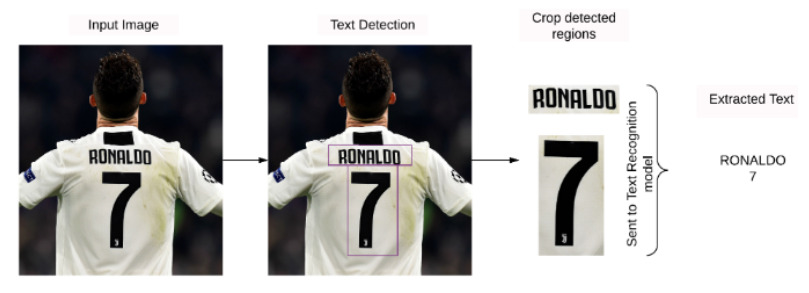 Input Image
Text Detection
Crop detected
regions
Extracted Text
RONALDO
7
RONALDO
7
RONALDO
7
Sent to Text Recognition
model
RONALDO
7